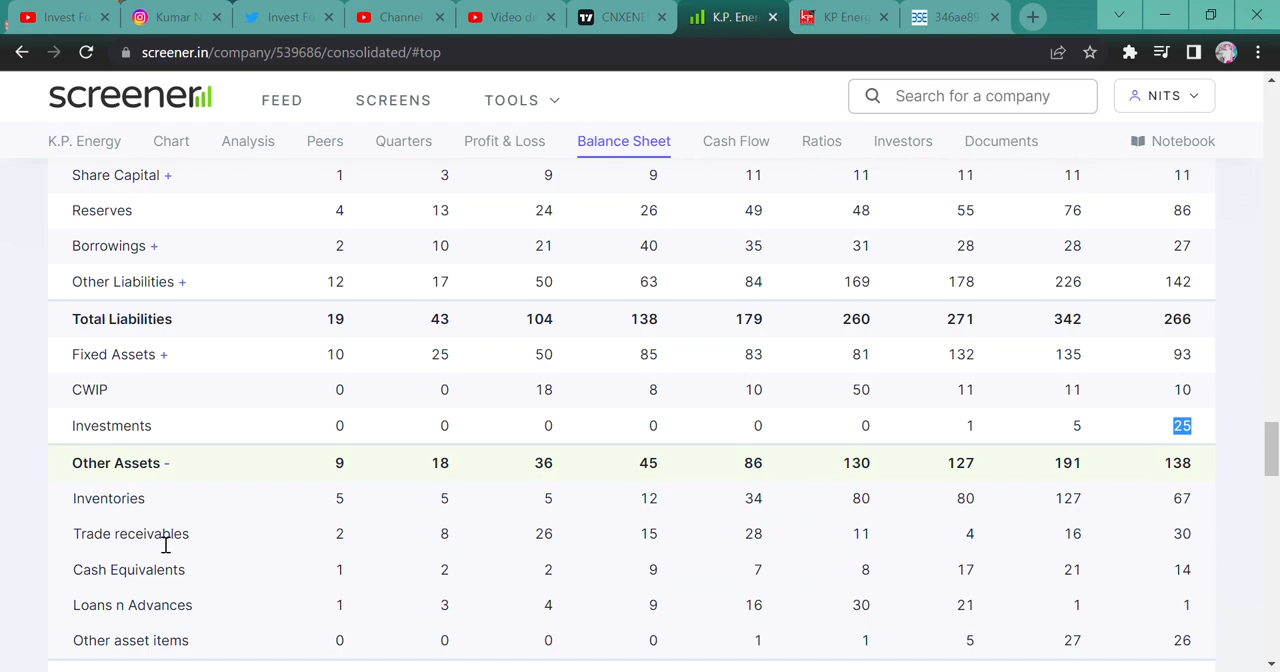 Invest Fo
Kumar N
Invest Fo
Channel
Video de
CNXENE
K.P. Ener
KP Energ
346ae89
screener.in/company/539686/consolidated/#top
screener
FEED
SCREENS
TOOLS
Search for a company
NITS
K.P. Energy Chart Analysis Peers Quarters Profit & Loss Balance Sheet Cash Flow Ratios Investors Documents Notebook
Share Capital + 1 3 9 9 11 11 11 11 11
Reserves 4 13 24 26 49 48 55 76 86
Borrowings + 2 10 21 40 35 31 28 28 27
Other Liabilities + 12 17 50 63 84 169 178 226 142
Total Liabilities 19 43 104 138 179 260 271 342 266
Fixed Assets + 10 25 50 85 83 81 132 135 93
CWIP 0 0 18 8 10 50 11 11 10
Investments 0 0 0 0 0 0 1 5 25
Other Assets - 9 18 36 45 86 130 127 191 138
Inventories 5 5 5 12 34 80 80 127 67
Trade receivables 2 8 26 15 28 11 4 16 30
Cash Equivalents 1 2 2 9 7 8 17 21 14
Loans n Advances 1 3 4 9 16 30 21 1 1
Other asset items 0 0 0 0 1 1 5 27 26